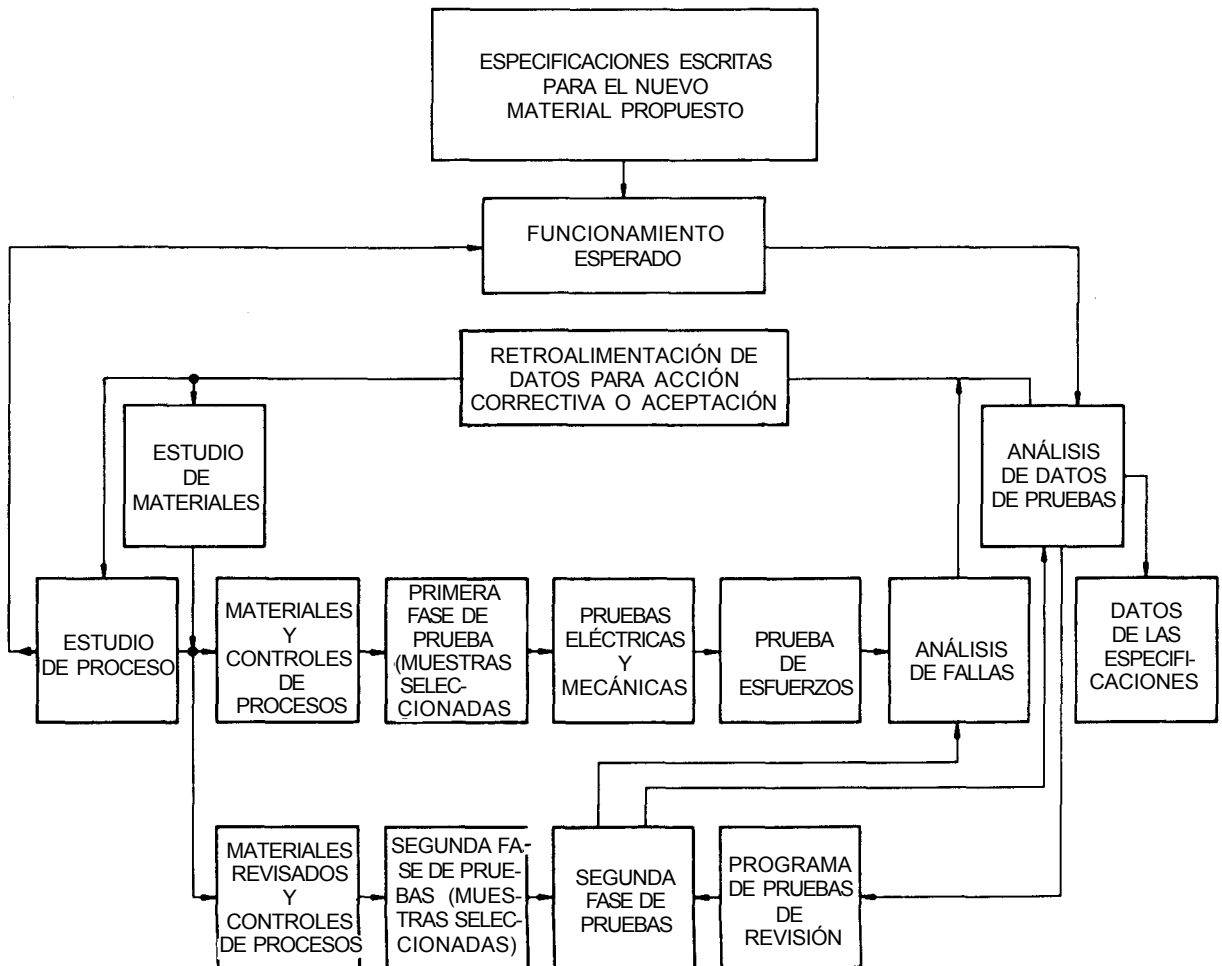 ESPECIFICACIONES ESCRITAS
PARA EL NUEVO
MATERIAL PROPUESTO
FUNCIONAMIENTO
ESPERADO
RETROALIMENTACIÓN DE
DATOS PARA ACCIÓN
CORRECTIVA O ACEPTACIÓN
ESTUDIO
DE
MATERIALES
ANÁLISIS
DE DATOS
DE PRUEBAS
ESTUDIO
DE PROCESO
MATERIALES
Y
CONTROLES
DE
PROCESOS
PRIMERA
FASE DE
PRUEBA
(MUESTRAS
SELEC-
CIONADAS
PRUEBAS
ELÉCTRICAS
Y
MECÁNICAS
PRUEBA
DE
ESFUERZOS
ANÁLISIS
DE FALLAS
DATOS
DE LAS
ESPECIFI-
CACIONES
MATERIALES
REVISADOS
Y
CONTROLES
DE PROCESOS
SEGUNDA FA-
SE DE PRUE-
BAS (MUES-
TRAS SELEC-
CIONADAS)
SEGUNDA
FASE DE
PRUEBAS
PROGRAMA
DE PRUEBAS
DE
REVISIÓN